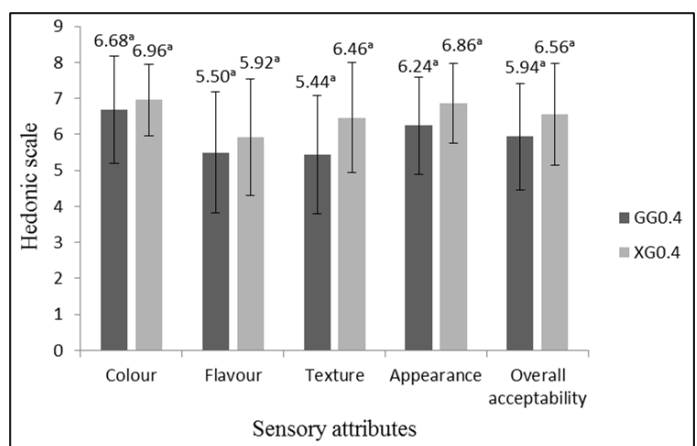 9
8
7
6
5
4
3
2
1
0
Hedonic scale
6.68ª 6.96ª
5.50ª 5.92ª
5.44ª 6.46ª
6.24ª 6.86ª
5.94ª 6.56ª
Colour Flavour Texture Appearance Overall
acceptability
Sensory attributes
GG0.4
XG0.4